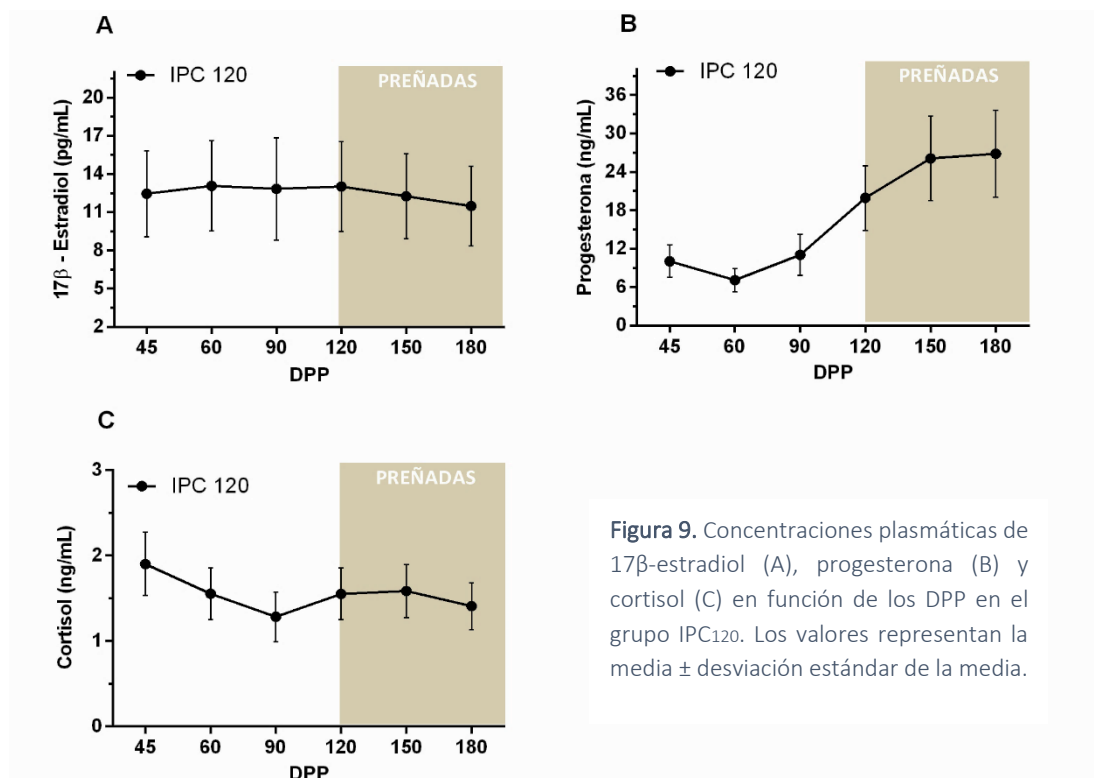 A
IPC 120
PREÑADAS
17β - Estradiol (pg/mL)
20
17
14
11
8
5
2
45 60 90 120 150 180
DPP
B
IPC 120
PREÑADAS
Progesterona (ng/mL)
36
30
24
18
12
6
0
45 60 90 120 150 180
DPP
C
IPC 120
PREÑADAS
Cortisol (ng/mL)
3
2
1
0
45 60 90 120 150 180
DPP
Figura 9. Concentraciones plasmáticas de
17β-estradiol (A), progesterona (B) y
cortisol (C) en función de los DPP en el
grupo IPC120. Los valores representan la
media ± desviación estándar de la media.